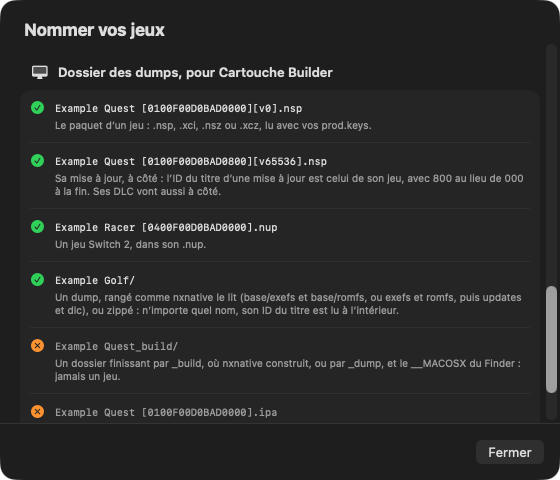 Nommer vos jeux
Dossier des dumps, pour Cartouche Builder
Example Quest [0100F00D0BAD0000][v0].nsp
Le paquet d’un jeu : .nsp, .xci, .nsz ou .xcz, lu avec vos prod.keys.
Example Quest [0100F00D0BAD0800][v65536].nsp
Sa mise à jour, à côté : l’ID du titre d’une mise à jour est celui de son jeu, avec 800 au lieu de 000
à la fin. Ses DLC vont aussi à côté.
Example Racer [0400F00D0BAD0000].nup
Un jeu Switch 2, dans son .nup.
Example Golf/
Un dump, rangé comme nxnative le lit (base/exefs et base/romfs, ou exefs et romfs, puis updates
et dlc), ou zippé : n’importe quel nom, son ID du titre est lu à l’intérieur.
Example Quest_build/
Un dossier finissant par _build, où nxnative construit, ou par _dump, et le __MACOSX du Finder :
jamais un jeu.
Example Quest [0100F00D0BAD0000].ipa
Fermer